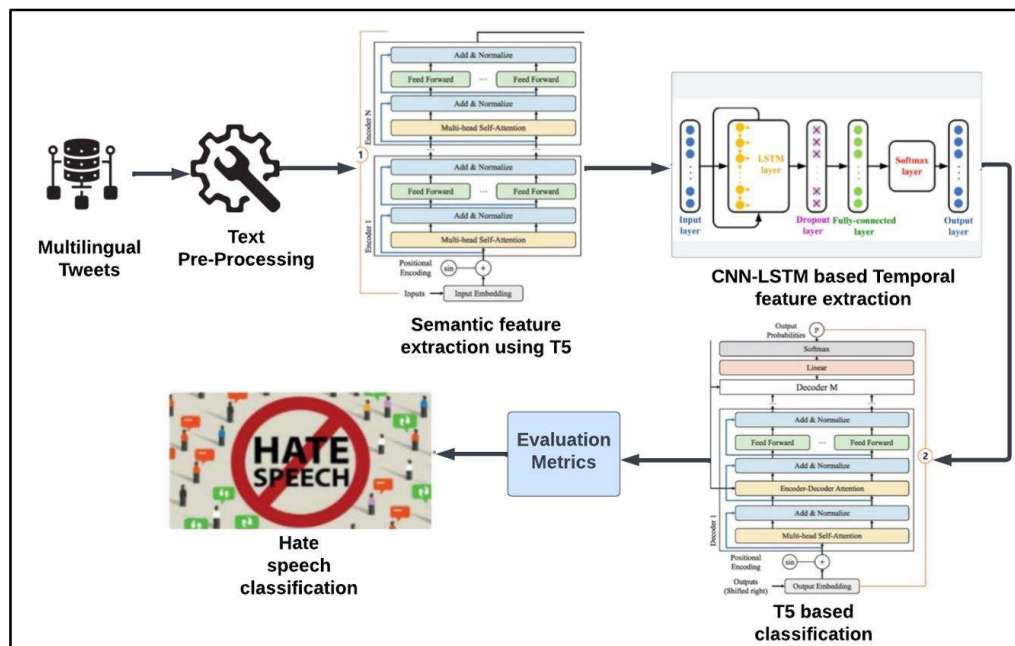 Multilingual
Tweets
Text
Pre-Processing
1
Encoder N
Add & Normalize
Feed Forward ... Feed Forward
Add & Normalize
Multi-head Self-Attention
Encoder 1
Add & Normalize
Feed Forward ... Feed Forward
Add & Normalize
Multi-head Self-Attention
Positional
Encoding
sin
+
Inputs
Input Embedding
Semantic feature
extraction using T5
Input
layer
LSTM
layer
Dropout
layer
Fully-connected
layer
Softmax
layer
Output
layer
CNN-LSTM based Temporal
feature extraction
Output
Probabilities
P
Softmax
Linear
Decoder M
Decoder 1
Add & Normalize
Feed Forward ... Feed Forward
Add & Normalize
Encoder-Decoder Attention
Add & Normalize
Multi-head Self-Attention
2
Positional
Encoding
sin
+
Outputs
(Shifted right)
Output Embedding
T5 based
classification
Evaluation
Metrics
HATE
SPEECH
Hate
speech
classification